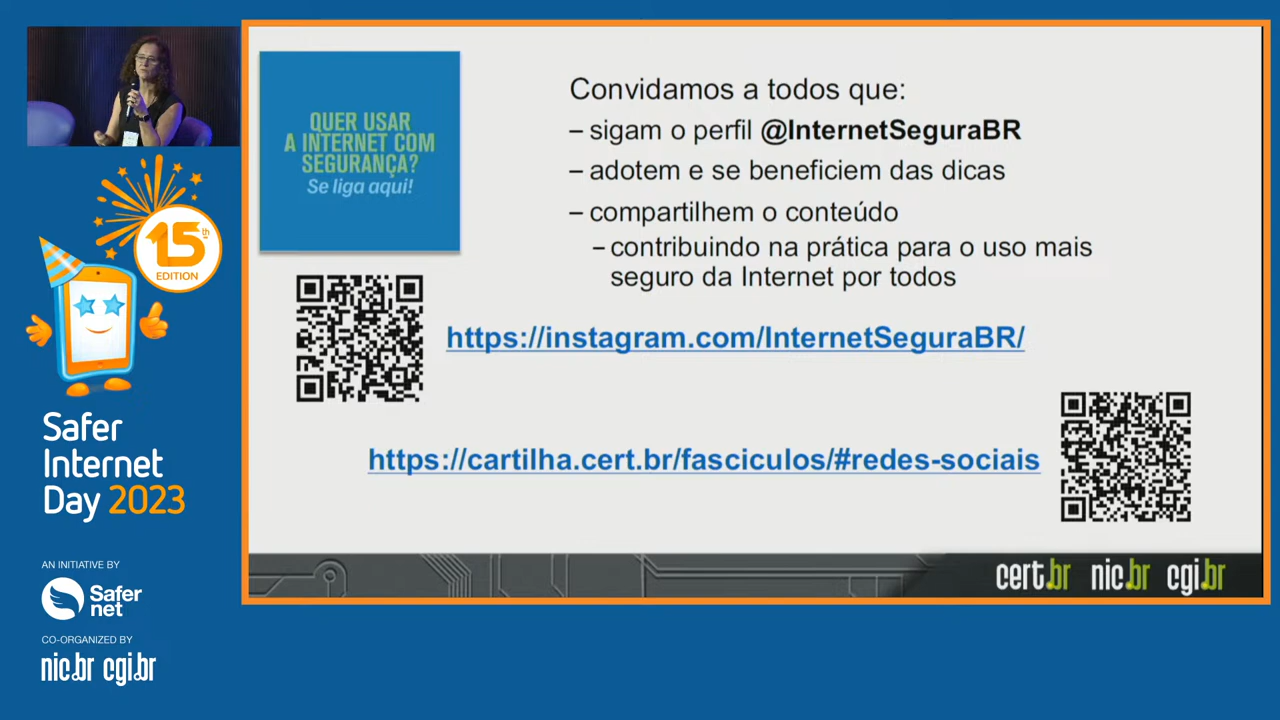 QUER USAR
A INTERNET COM
SEGURANÇA?
Se liga aqui!
Convidamos a todos que:
– sigam o perfil @InternetSeguraBR
– adotem e se beneficiem das dicas
– compartilhem o conteúdo
– contribuindo na prática para o uso mais
seguro da Internet por todos
https://instagram.com/InternetSeguraBR/
https://cartilha.cert.br/fasciculos/#redes-sociais
cert.br nic.br cgi.br
15th
EDITION
Safer
Internet
Day 2023
AN INITIATIVE BY
Safer
net
CO-ORGANIZED BY
nic.br cgi.br